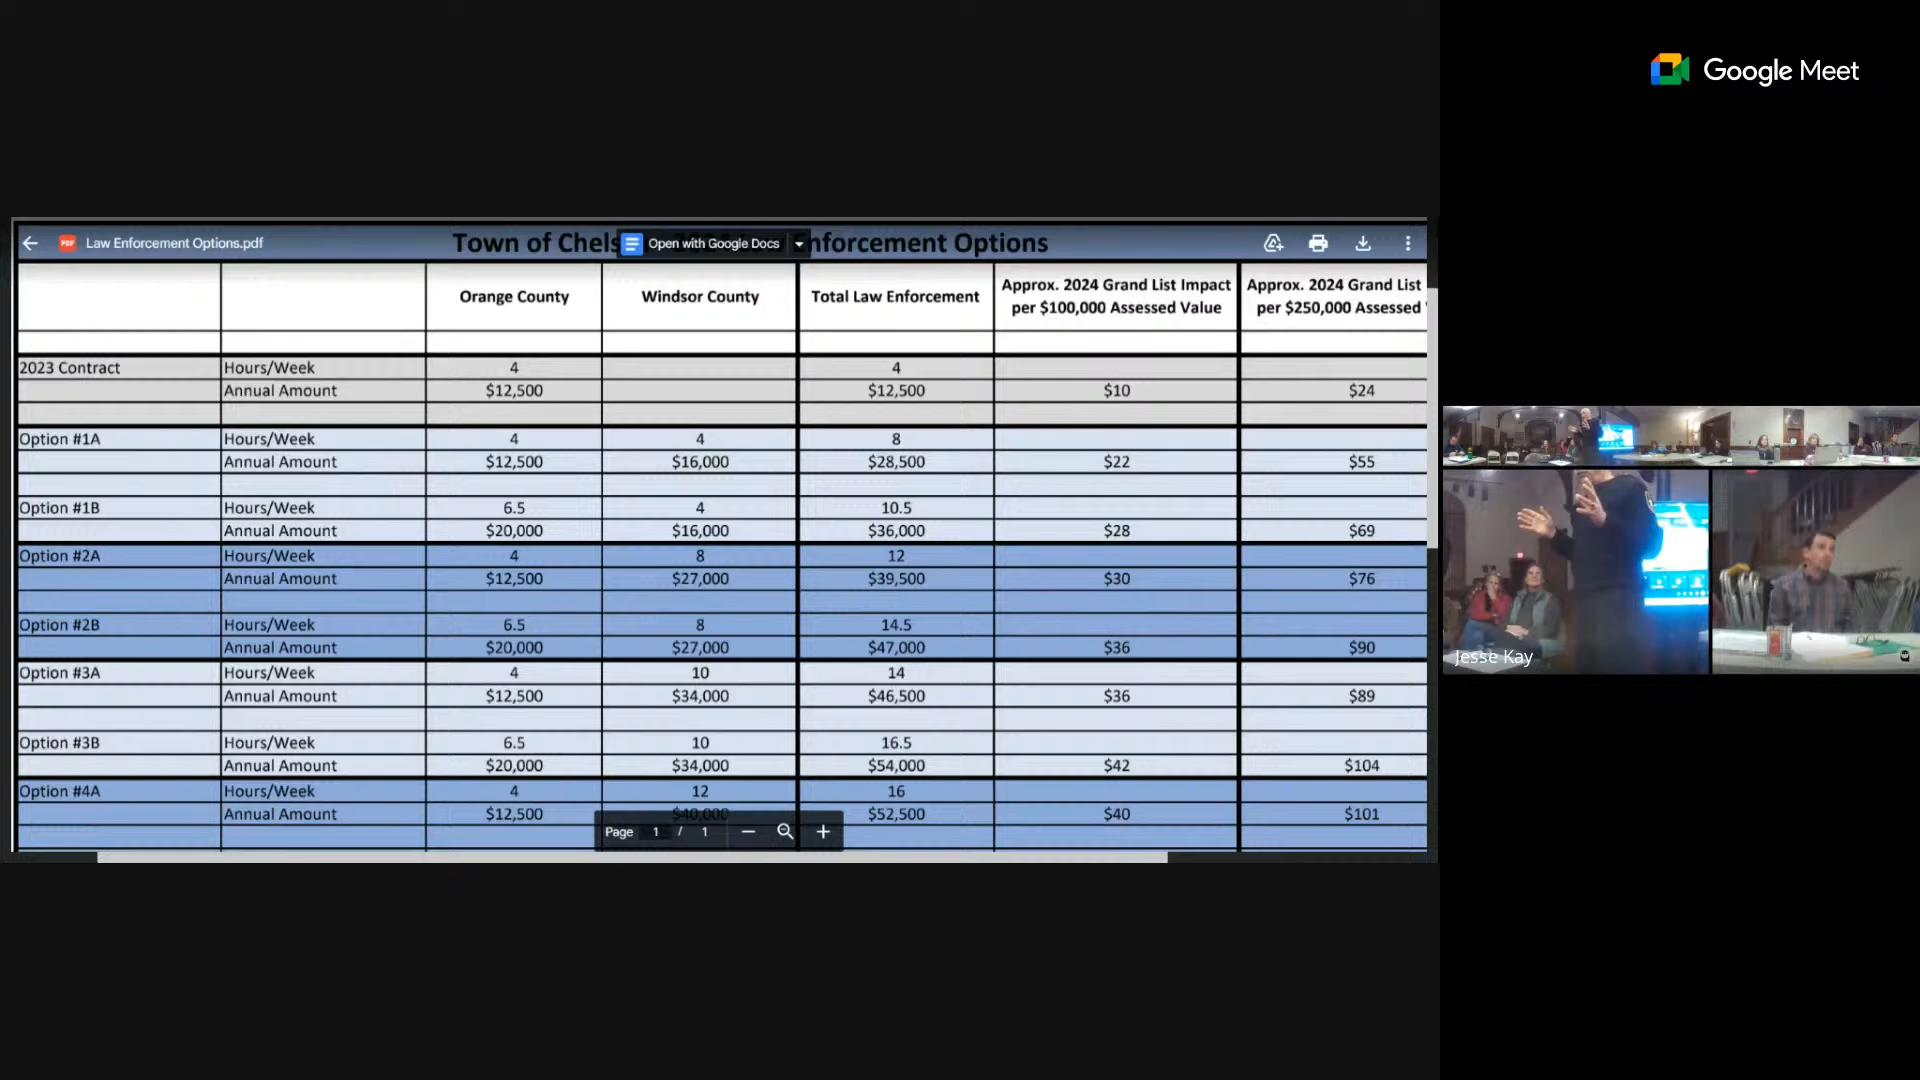 Google Meet
Law Enforcement Options.pdf
Town of Chels
Open with Google Docs
nforcement Options
Orange County Windsor County Total Law Enforcement Approx. 2024 Grand List Impact per $100,000 Assessed Value Approx. 2024 Grand List per $250,000 Assessed
2023 Contract Hours/Week 4 4
Annual Amount $12,500 $12,500 $10 $24
Option #1A Hours/Week 4 4 8
Annual Amount $12,500 $16,000 $28,500 $22 $55
Option #1B Hours/Week 6.5 4 10.5
Annual Amount $20,000 $16,000 $36,000 $28 $69
Option #2A Hours/Week 4 8 12
Annual Amount $12,500 $27,000 $39,500 $30 $76
Option #2B Hours/Week 6.5 8 14.5
Annual Amount $20,000 $27,000 $47,000 $36 $90
Option #3A Hours/Week 4 10 14
Annual Amount $12,500 $34,000 $46,500 $36 $89
Option #3B Hours/Week 6.5 10 16.5
Annual Amount $20,000 $34,000 $54,000 $42 $104
Option #4A Hours/Week 4 12 16
Annual Amount $12,500 $40,000 $52,500 $40 $101
Page 1 / 1
Jesse Kay